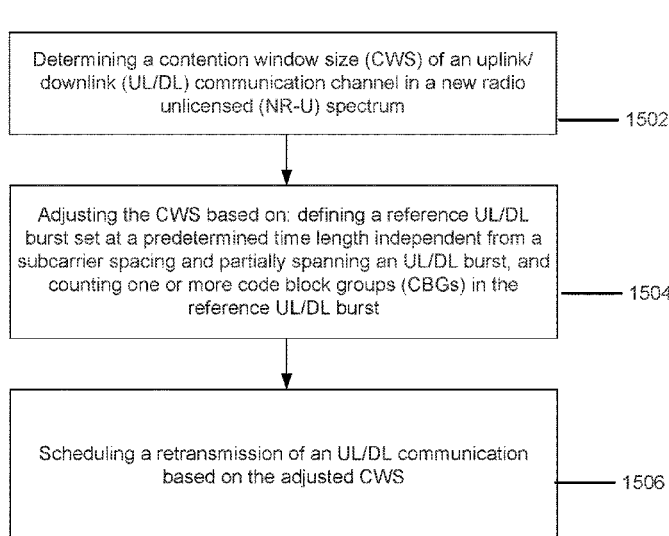 Determining a contention window size (CWS) of an uplink/
downlink (UL/DL) communication channel in a new radio
unlicensed (NR-U) spectrum
1502
Adjusting the CWS based on: defining a reference UL/DL
burst set at a predetermined time length independent from a
subcarrier spacing and partially spanning an UL/DL burst, and
counting one or more code block groups (CBGs) in the
reference UL/DL burst
1504
Scheduling a retransmission of an UL/DL communication
based on the adjusted CWS
1506